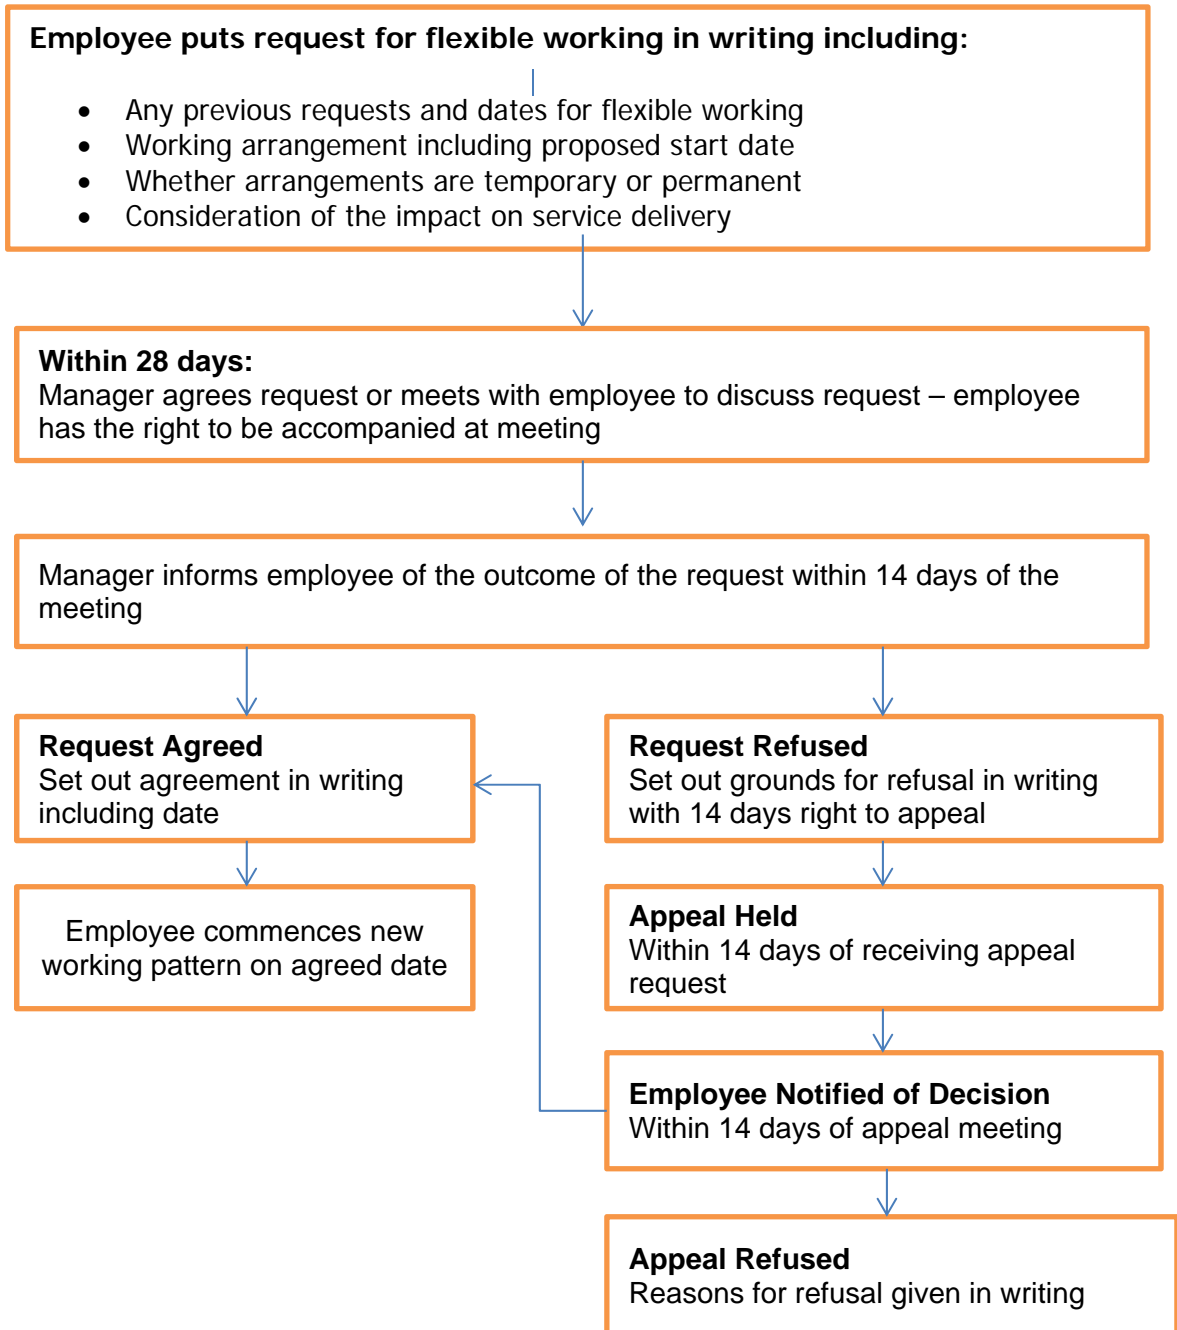 Employee puts request for flexible working in writing including:
• Any previous requests and dates for flexible working
• Working arrangement including proposed start date
• Whether arrangements are temporary or permanent
• Consideration of the impact on service delivery
Within 28 days:
Manager agrees request or meets with employee to discuss request – employee
has the right to be accompanied at meeting
Manager informs employee of the outcome of the request within 14 days of the
meeting
Request Agreed
Set out agreement in writing
including date
Employee commences new
working pattern on agreed date
Request Refused
Set out grounds for refusal in writing
with 14 days right to appeal
Appeal Held
Within 14 days of receiving appeal
request
Employee Notified of Decision
Within 14 days of appeal meeting
Appeal Refused
Reasons for refusal given in writing